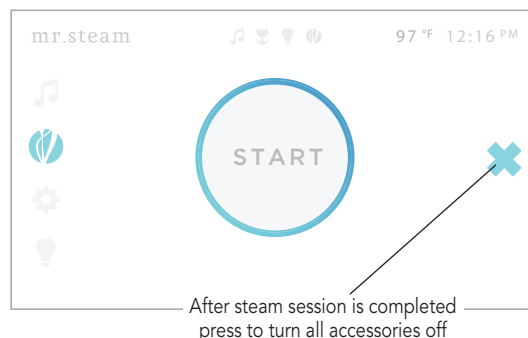 mr.steam 97 °F 12:16 PM
START
After steam session is completed
press to turn all accessories off